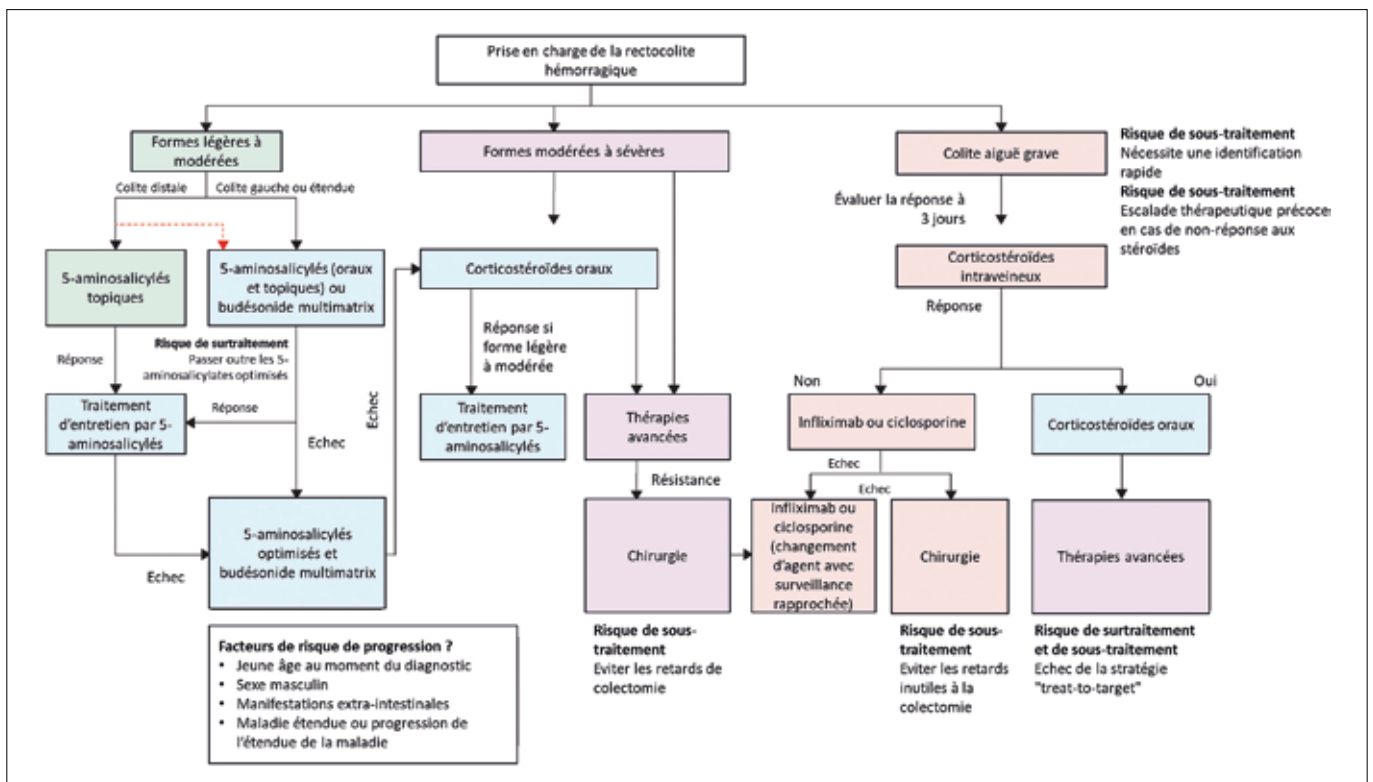 Prise en charge de la rectocolite
hémorragique
Formes légères à
modérées
Formes modérées à sévères
Colite aiguë grave
Risque de sous-traitement
Nécessite une identification
rapide
Risque de sous-traitement
Escalade thérapeutique précoce
en cas de non-réponse aux
stéroïdes
Colite distale
Colite gauche ou étendue
Évaluer la réponse à
3 jours
5-aminosalicylés
topiques
5-aminosalicylés (oraux
et topiques) ou
budésonide multimatrix
Corticostéroïdes oraux
Corticostéroïdes
intraveineux
Réponse
Risque de surtraitement
Passer outre les 5-
aminosalicylates optimisés
Réponse si
forme légère
à modérée
Réponse
Non
Oui
Traitement
d'entretien par 5-
aminosalicylés
Réponse
Echec
Echec
Traitement
d'entretien par 5-
aminosalicylés
Thérapies
avancées
Infliximab ou ciclosporine
Corticostéroïdes oraux
Résistance
Echec
Echec
Echec
5-aminosalicylés
optimisés et
budésonide multimatrix
Chirurgie
Infliximab ou
ciclosporine
(changement
d'agent avec
surveillance
rapprochée)
Chirurgie
Thérapies avancées
Facteurs de risque de progression ?
• Jeune âge au moment du diagnostic
• Sexe masculin
• Manifestations extra-intestinales
• Maladie étendue ou progression de
l'étendue de la maladie
Risque de sous-
traitement
Eviter les retards de
colectomie
Risque de sous-
traitement
Eviter les retards
inutiles à la
colectomie
Risque de surtraitement
et de sous-traitement
Echec de la stratégie
"treat-to-target"